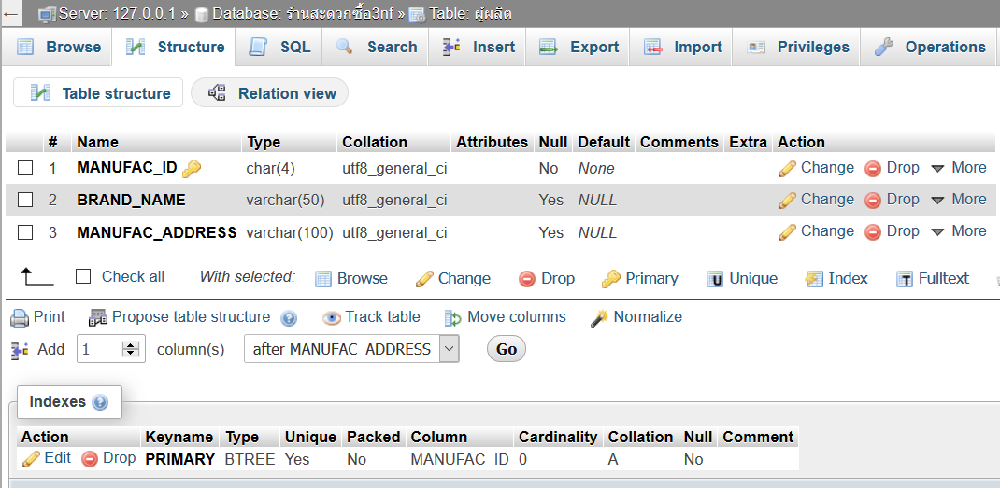 ← Server: 127.0.0.1 » Database: ร้านสะดวกซื้อ3nf » Table: ผู้ผลิต
Browse Structure SQL Search Insert Export Import Privileges Operations
Table structure Relation view
# Name Type Collation Attributes Null Default Comments Extra Action
1 MANUFAC_ID char(4) utf8_general_ci No None Change Drop More
2 BRAND_NAME varchar(50) utf8_general_ci Yes NULL Change Drop More
3 MANUFAC_ADDRESS varchar(100) utf8_general_ci Yes NULL Change Drop More
Check all With selected: Browse Change Drop Primary Unique Index Fulltext
Print Propose table structure Track table Move columns Normalize
Add 1 column(s) after MANUFAC_ADDRESS Go
Indexes
Action Keyname Type Unique Packed Column Cardinality Collation Null Comment
Edit Drop PRIMARY BTREE Yes No MANUFAC_ID 0 A No